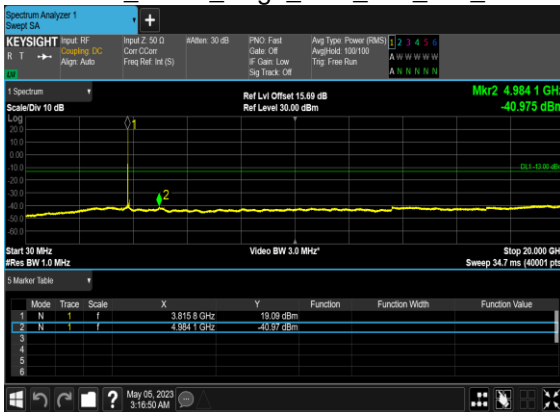 Spectrum Analyzer 1
Swept SA
+
KEYSIGHT Input: RF Input Z: 50 Ω #Atten: 30 dB PNO: Fast Avg Type: Power (RMS) 1 2 3 4 5 6
R T Coupling: DC Corr CCorr Gate: Off Avg|Hold: 100/100 A W W W W W
Align: Auto Freq Ref: Int (S) IF Gain: Low Trig: Free Run
Sig Track: Off A N N N N N
1 Spectrum Ref Lvl Offset 15.69 dB Mkr2 4.984 1 GHz
Scale/Div 10 dB Ref Level 30.00 dBm -40.975 dBm
Log
20.0
10.0
0.00
-10.0
-20.0
-30.0
-40.0
-50.0
-60.0
1
2
DL1 -13.00 dBm
Start 30 MHz Video BW 3.0 MHz* Stop 20.000 GHz
#Res BW 1.0 MHz Sweep 34.7 ms (40001 pts)
5 Marker Table
Mode Trace Scale X Y Function Function Width Function Value
1 N 1 f 3.815 8 GHz 19.09 dBm
2 N 1 f 4.984 1 GHz -40.97 dBm
3
4
5
6
? May 05, 2023
3:16:50 AM